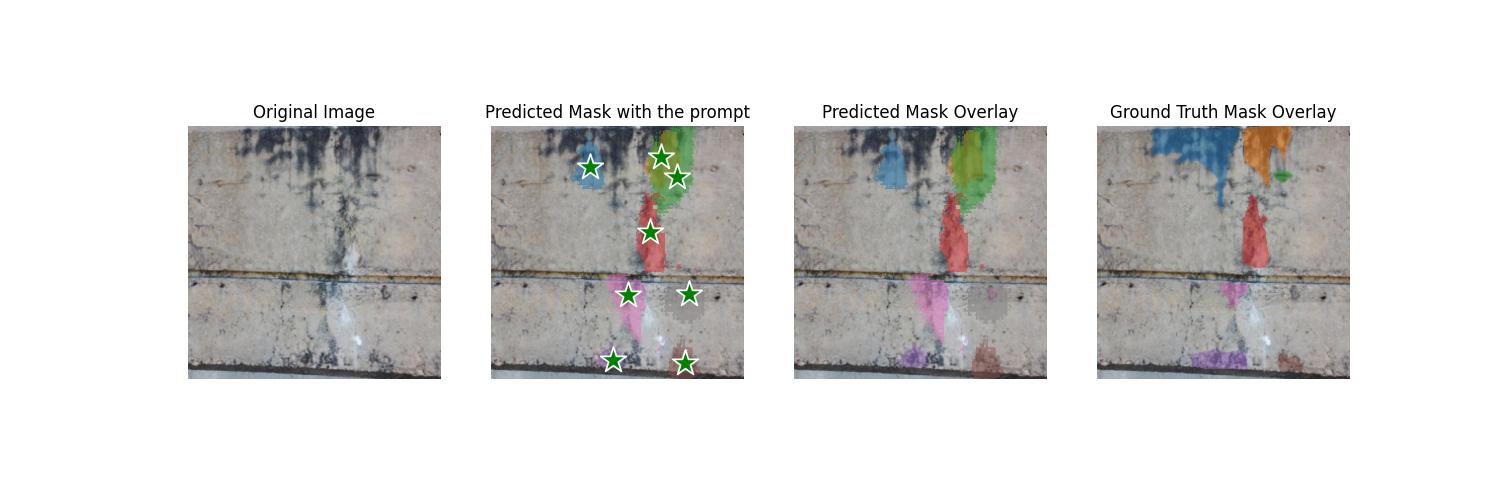 Original Image
Predicted Mask with the prompt
Predicted Mask Overlay
Ground Truth Mask Overlay